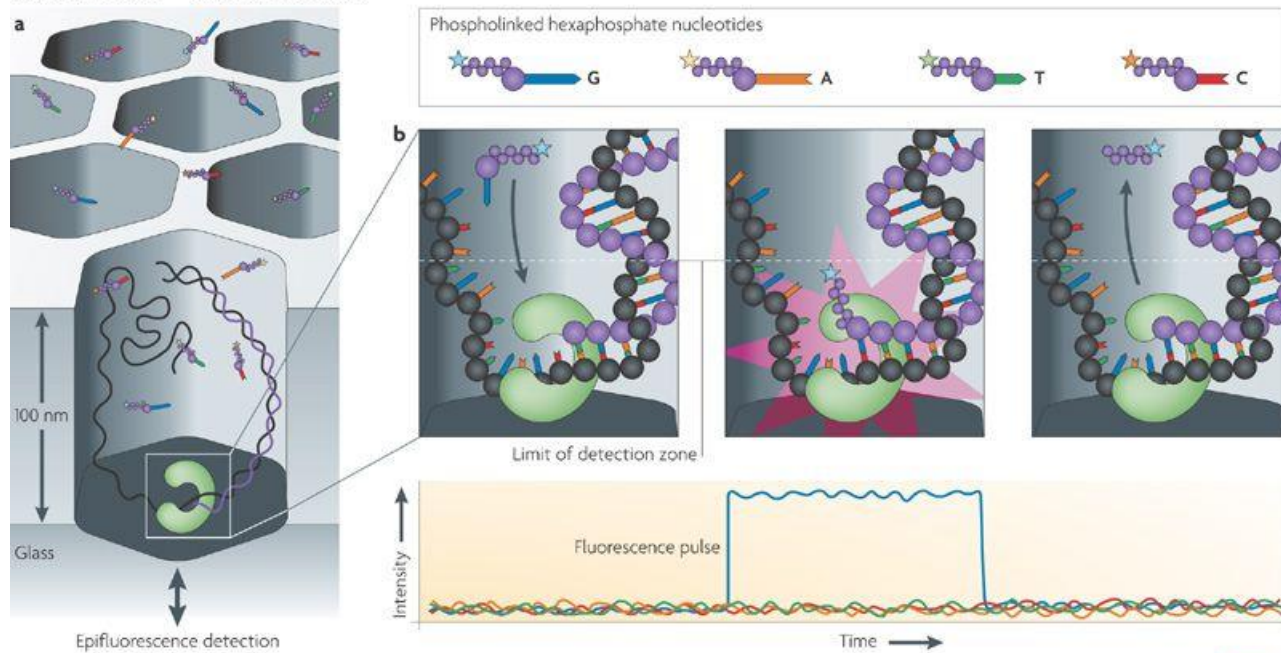 a
Phospholinked hexaphosphate nucleotides
G
A
T
C
b
100 nm
Limit of detection zone
Glass
Fluorescence pulse
Intensity
Epifluorescence detection
Time